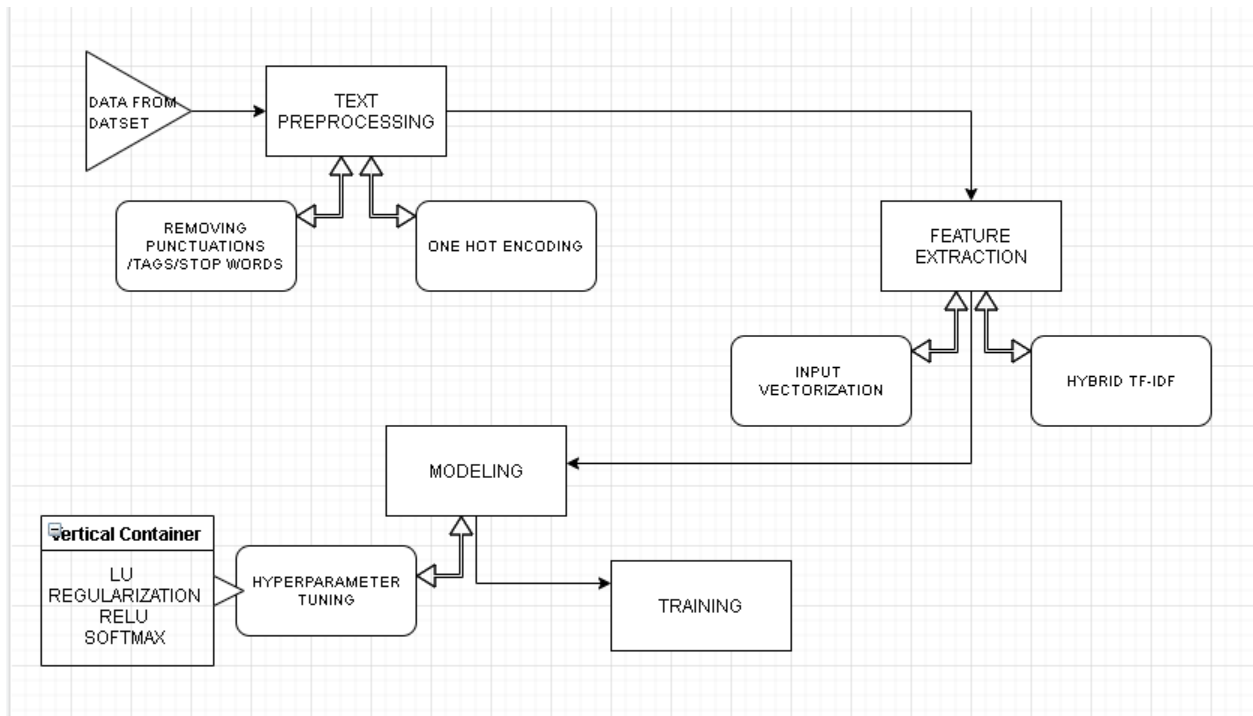 DATA FROM
DATSET
TEXT
PREPROCESSING
REMOVING
PUNCTUATIONS
/TAGS/STOP WORDS
ONE HOT ENCODING
FEATURE
EXTRACTION
INPUT
VECTORIZATION
HYBRID TF-IDF
MODELING
Vertical Container
LU
REGULARIZATION
RELU
SOFTMAX
HYPERPARAMETER
TUNING
TRAINING